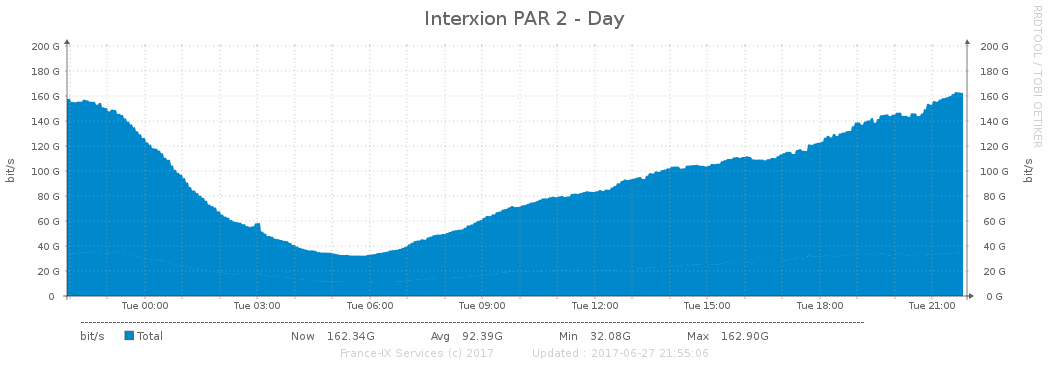 Interxion PAR 2 - Day
RRDTOOL / TOBI OETIKER
200 G 200 G
180 G 180 G
160 G 160 G
140 G 140 G
120 G 120 G
100 G 100 G
80 G 80 G
60 G 60 G
40 G 40 G
20 G 20 G
0 0 G
bit/s bit/s
Tue 00:00 Tue 03:00 Tue 06:00 Tue 09:00 Tue 12:00 Tue 15:00 Tue 18:00 Tue 21:00
bit/s Total Now 162.34G Avg 92.39G Min 32.08G Max 162.90G
France-IX Services (c) 2017 Updated : 2017-06-27 21:55:06